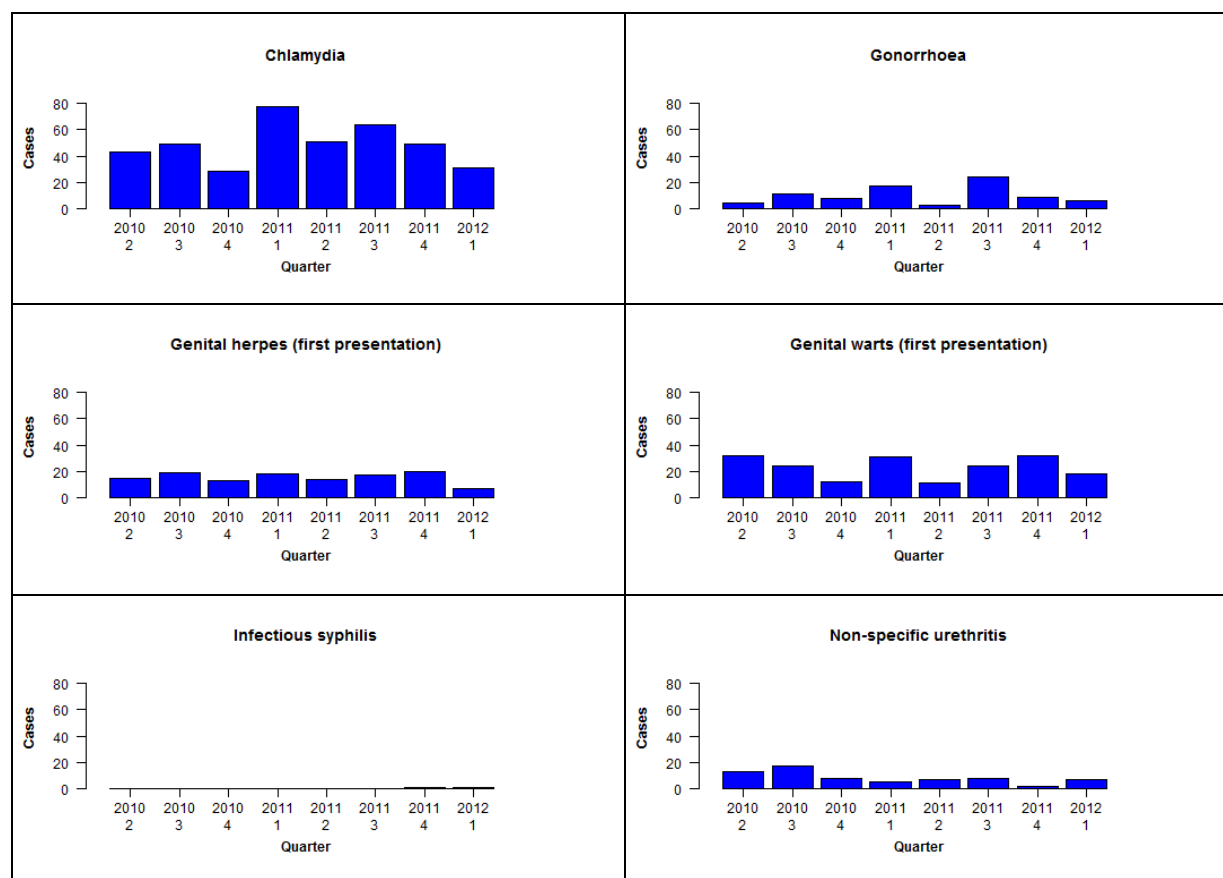 Chlamydia
Cases
80
60
40
20
0
2010 2010 2010 2011 2011 2011 2011 2012
2 3 4 1 2 3 4 1
Quarter
Gonorrhoea
Cases
80
60
40
20
0
2010 2010 2010 2011 2011 2011 2011 2012
2 3 4 1 2 3 4 1
Quarter
Genital herpes (first presentation)
Cases
80
60
40
20
0
2010 2010 2010 2011 2011 2011 2011 2012
2 3 4 1 2 3 4 1
Quarter
Genital warts (first presentation)
Cases
80
60
40
20
0
2010 2010 2010 2011 2011 2011 2011 2012
2 3 4 1 2 3 4 1
Quarter
Infectious syphilis
Cases
80
60
40
20
0
2010 2010 2010 2011 2011 2011 2011 2012
2 3 4 1 2 3 4 1
Quarter
Non-specific urethritis
Cases
80
60
40
20
0
2010 2010 2010 2011 2011 2011 2011 2012
2 3 4 1 2 3 4 1
Quarter